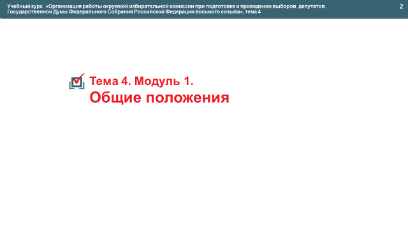 Учебный курс «Организация работы окружной избирательной комиссии при подготовке и проведении выборов депутатов
Государственной Думы Федерального Собрания Российской Федерации восьмого созыва», тема 4
2
Тема 4. Модуль 1.
Общие положения